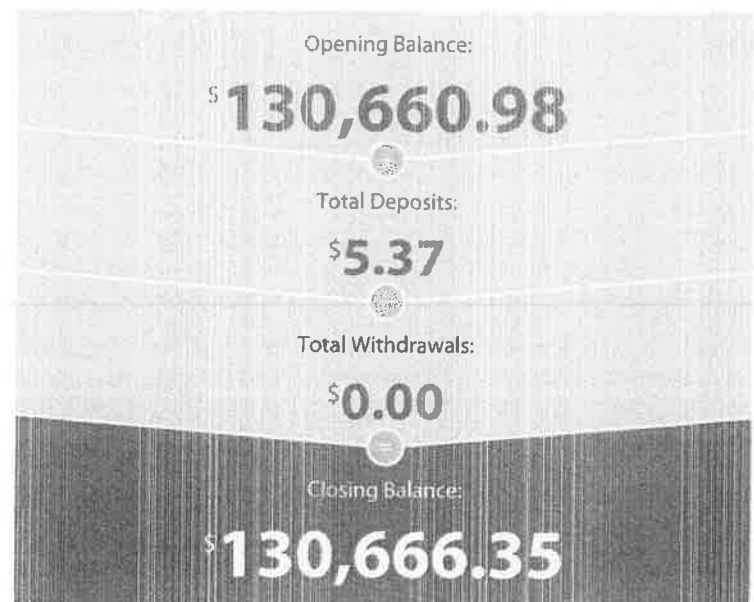 Opening Balance:
$130,660.98
Total Deposits:
$5.37
Total Withdrawals:
$0.00
Closing Balance:
$130,666.35